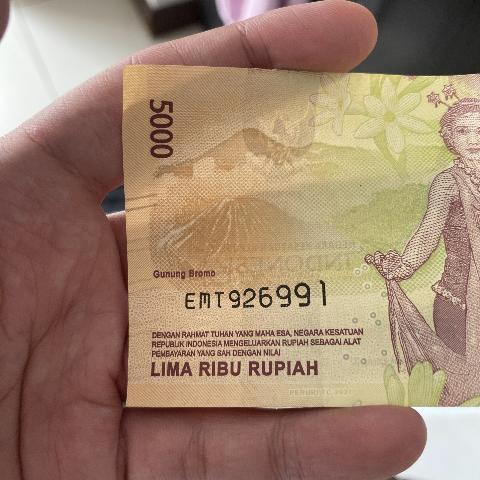 5000
Gunung Bromo
EMT926991
DENGAN RAHMAT TUHAN YANG MAHA ESA, NEGARA KESATUAN
REPUBLIK INDONESIA MENGELUARKAN RUPIAH SEBAGAI ALAT
PEMBAYARAN YANG SAH DENGAN NILAI
LIMA RIBU RUPIAH